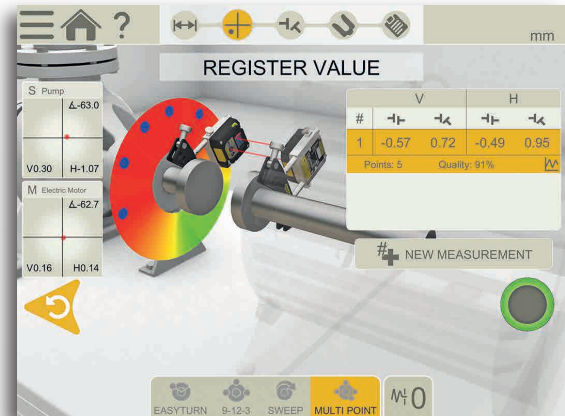 ?
mm
REGISTER VALUE
S Pump
∡-63.0
V0.30 H-1.07
M Electric Motor
∡-62.7
V0.16 H0.14
V H
#
1 -0.57 0.72 -0.49 0.95
Points: 5 Quality: 91%
# NEW MEASUREMENT
EASYTURN 9-12-3 SWEEP MULTI POINT
0